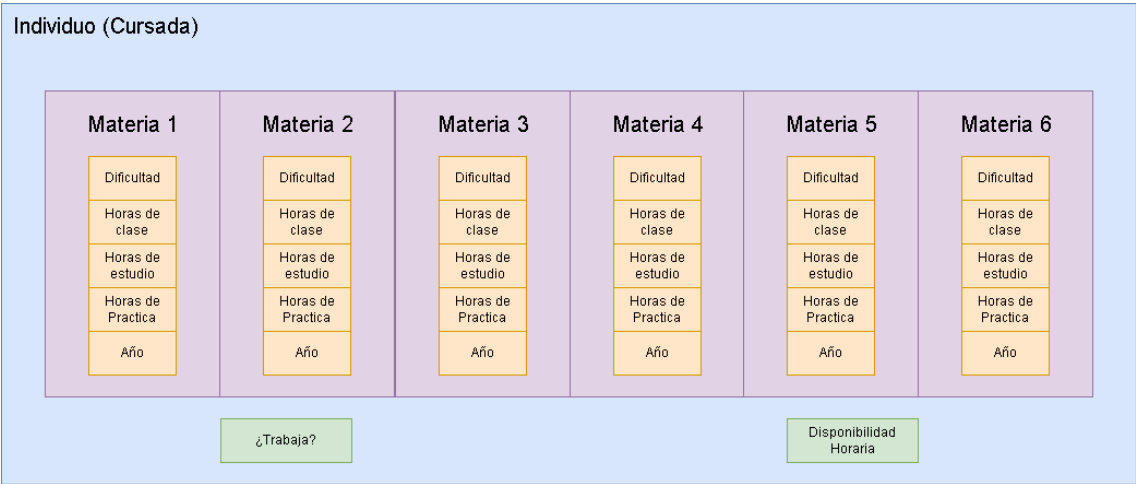 Individuo (Cursada)
Materia 1
Materia 2
Materia 3
Materia 4
Materia 5
Materia 6
Dificultad
Dificultad
Dificultad
Dificultad
Dificultad
Dificultad
Horas de
clase
Horas de
clase
Horas de
clase
Horas de
clase
Horas de
clase
Horas de
clase
Horas de
estudio
Horas de
estudio
Horas de
estudio
Horas de
estudio
Horas de
estudio
Horas de
estudio
Horas de
Practica
Horas de
Practica
Horas de
Practica
Horas de
Practica
Horas de
Practica
Horas de
Practica
Año
Año
Año
Año
Año
Año
¿Trabaja?
Disponibilidad
Horaria